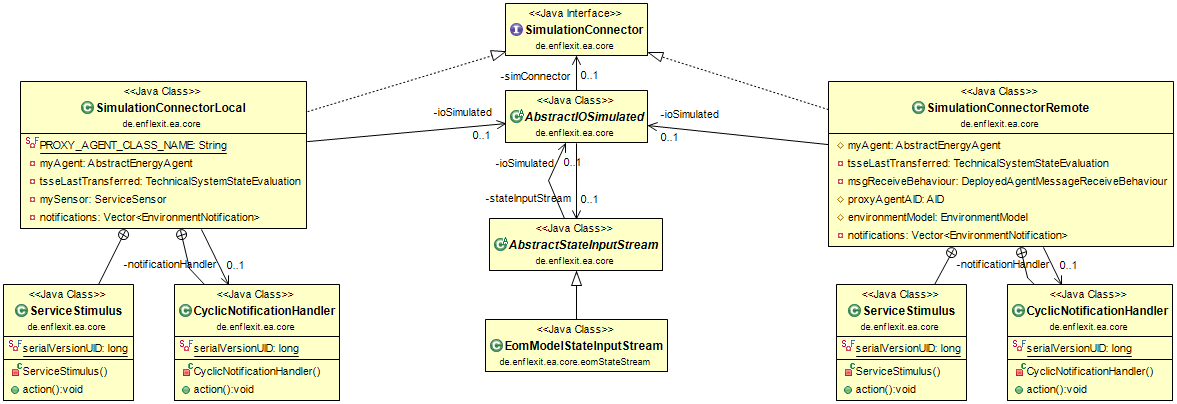 <<Java Interface>>
I SimulationConnector
de.enflexit.ea.core
-simConnector
0..1
<<Java Class>>
C SimulationConnectorLocal
de.enflexit.ea.core
S F PROXY_AGENT_CLASS_NAME: String
myAgent: AbstractEnergyAgent
tsseLastTransferred: TechnicalSystemStateEvaluation
mySensor: ServiceSensor
notifications: Vector<EnvironmentNotification>
-ioSimulated
0..1
<<Java Class>>
C A AbstractIOSimulated
de.enflexit.ea.core
-ioSimulated
0..1
<<Java Class>>
C SimulationConnectorRemote
de.enflexit.ea.core
myAgent: AbstractEnergyAgent
tsseLastTransferred: TechnicalSystemStateEvaluation
msgReceiveBehaviour: DeployedAgentMessageReceiveBehaviour
proxyAgentAID: AID
environmentModel: EnvironmentModel
notifications: Vector<EnvironmentNotification>
-ioSimulated
0..1
-stateInputStream
0..1
<<Java Class>>
C A AbstractStateInputStream
de.enflexit.ea.core
-notificationHandler
0..1
-notificationHandler
0..1
<<Java Class>>
C ServiceStimulus
de.enflexit.ea.core
S F serialVersionUID: long
C ServiceStimulus()
action():void
<<Java Class>>
C CyclicNotificationHandler
de.enflexit.ea.core
S F serialVersionUID: long
C CyclicNotificationHandler()
action():void
<<Java Class>>
C EomModelStateInputStream
de.enflexit.ea.core.eomStateStream
<<Java Class>>
C ServiceStimulus
de.enflexit.ea.core
S F serialVersionUID: long
C ServiceStimulus()
action():void
<<Java Class>>
C CyclicNotificationHandler
de.enflexit.ea.core
S F serialVersionUID: long
C CyclicNotificationHandler()
action():void